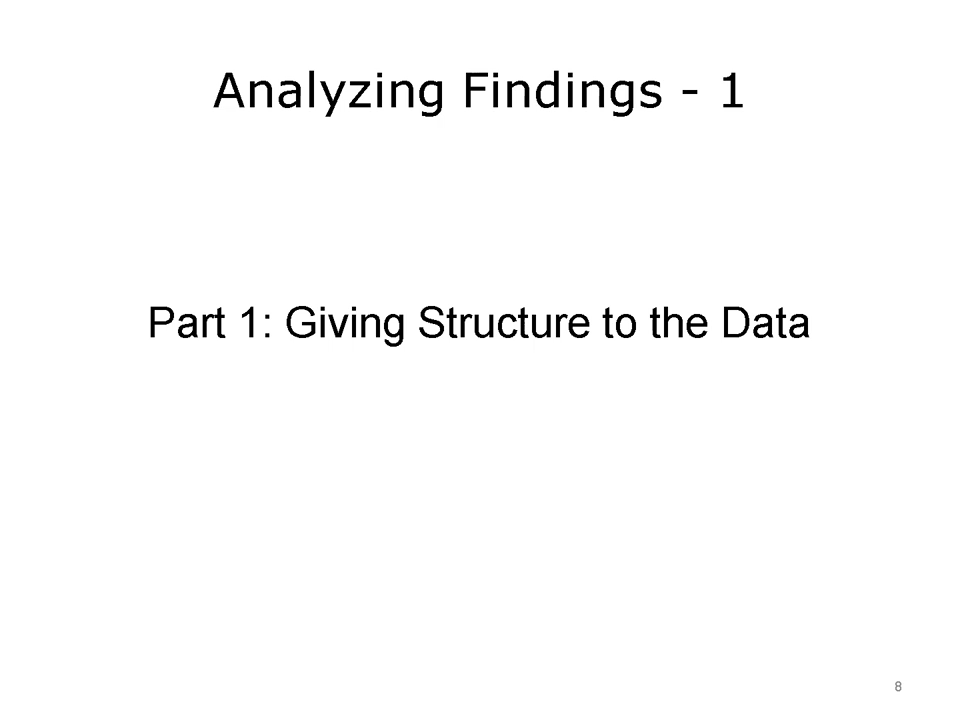 Analyzing Findings - 1
Part 1: Giving Structure to the Data
8